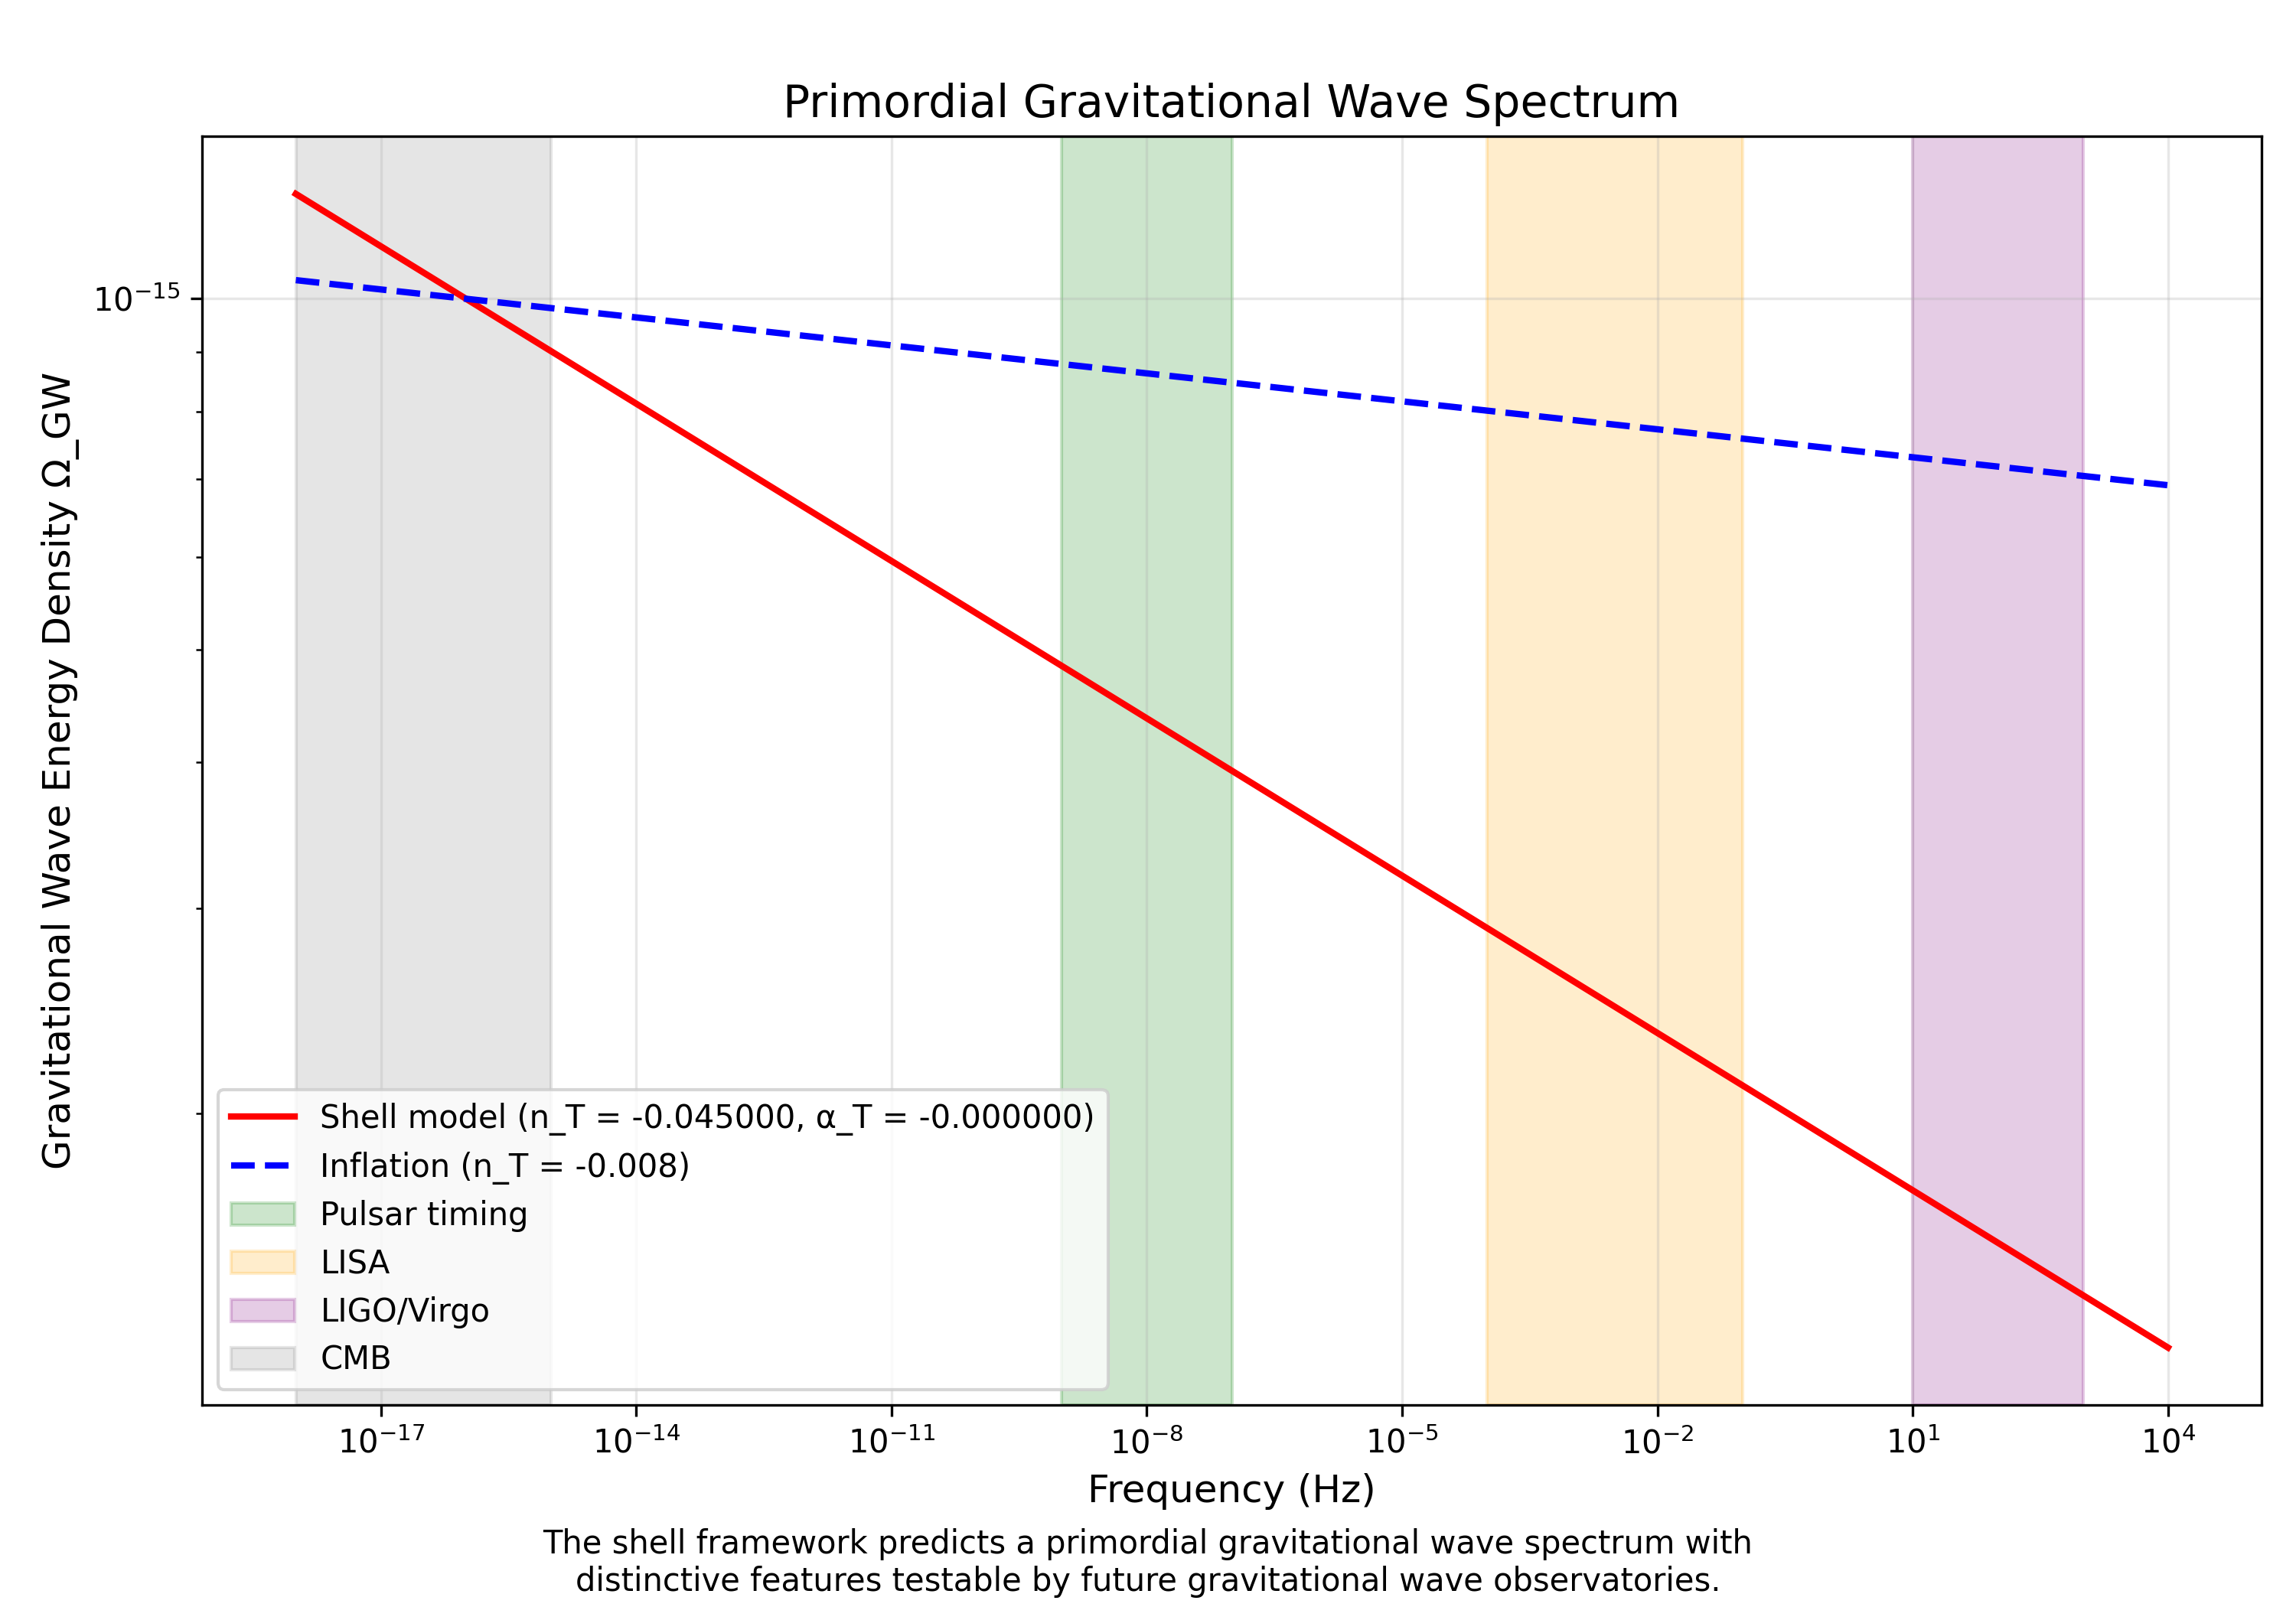 Primordial Gravitational Wave Spectrum
Gravitational Wave Energy Density Ω_GW
10⁻¹⁵
Shell model (n_T = -0.045000, α_T = -0.000000)
Inflation (n_T = -0.008)
Pulsar timing
LISA
LIGO/Virgo
CMB
10⁻¹⁷ 10⁻¹⁴ 10⁻¹¹ 10⁻⁸ 10⁻⁵ 10⁻² 10¹ 10⁴
Frequency (Hz)
The shell framework predicts a primordial gravitational wave spectrum with
distinctive features testable by future gravitational wave observatories.